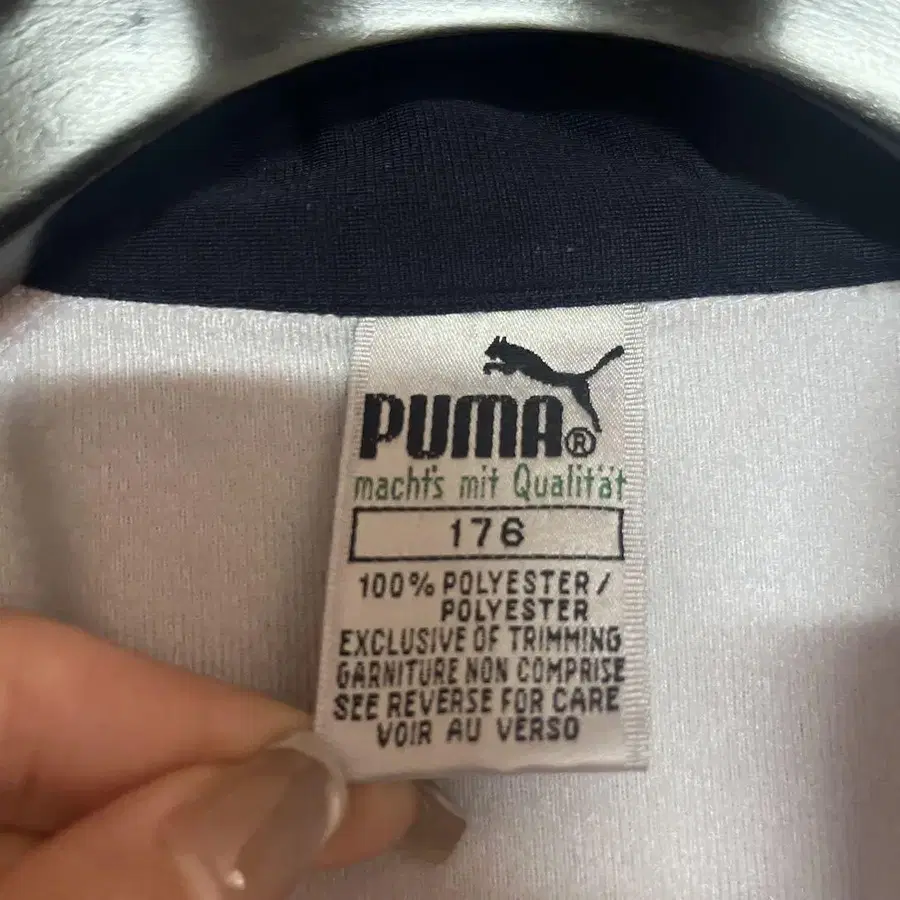 PUMA®
macht's mit Qualität
176
100% POLYESTER/
POLYESTER
EXCLUSIVE OF TRIMMING
GARNITURE NON COMPRISE
SEE REVERSE FOR CARE
VOIR AU VERSO